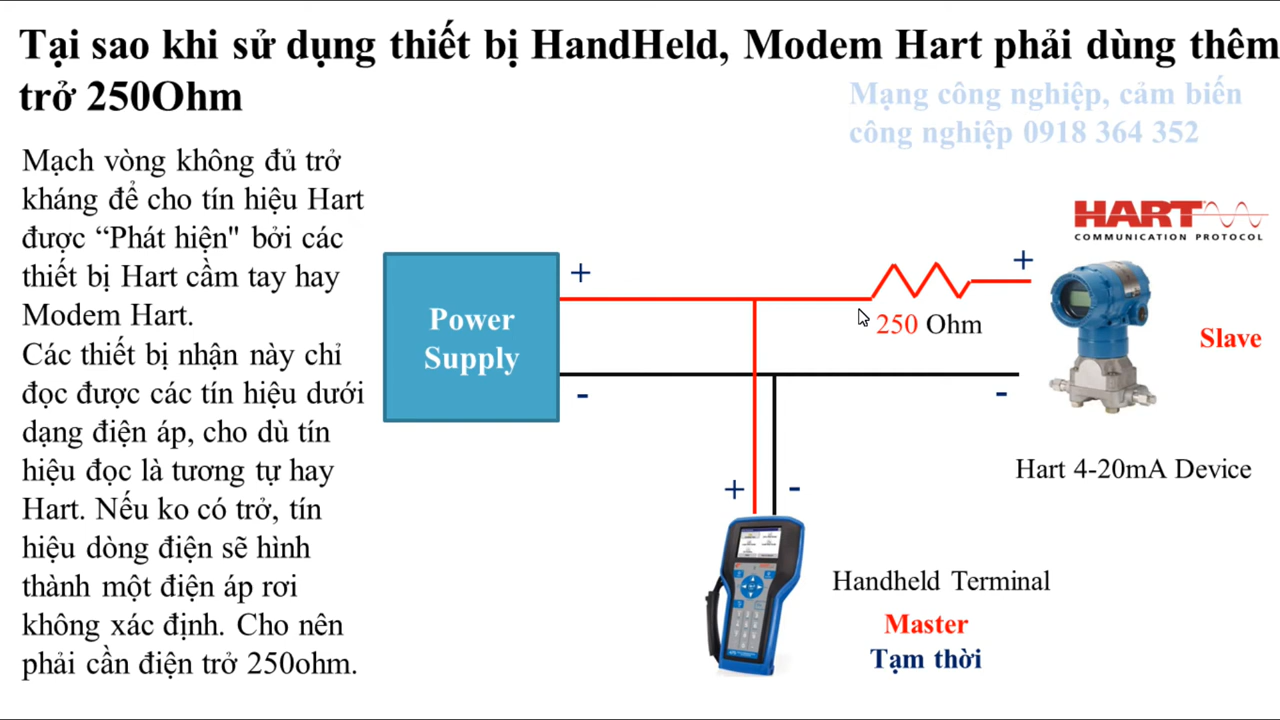 Tại sao khi sử dụng thiết bị HandHeld, Modem Hart phải dùng thêm
trở 250Ohm
Mạng công nghiệp, cảm biến
công nghiệp 0918 364 352
Mạch vòng không đủ trở
kháng để cho tín hiệu Hart
được “Phát hiện" bởi các
thiết bị Hart cầm tay hay
Modem Hart.
Các thiết bị nhận này chỉ
đọc được các tín hiệu dưới
dạng điện áp, cho dù tín
hiệu đọc là tương tự hay
Hart. Nếu ko có trở, tín
hiệu dòng điện sẽ hình
thành một điện áp rơi
không xác định. Cho nên
phải cần điện trở 250ohm.
HART
COMMUNICATION PROTOCOL
+
+
Power
Supply
250 Ohm
Slave
-
-
Hart 4-20mA Device
+
-
Handheld Terminal
Master
Tạm thời